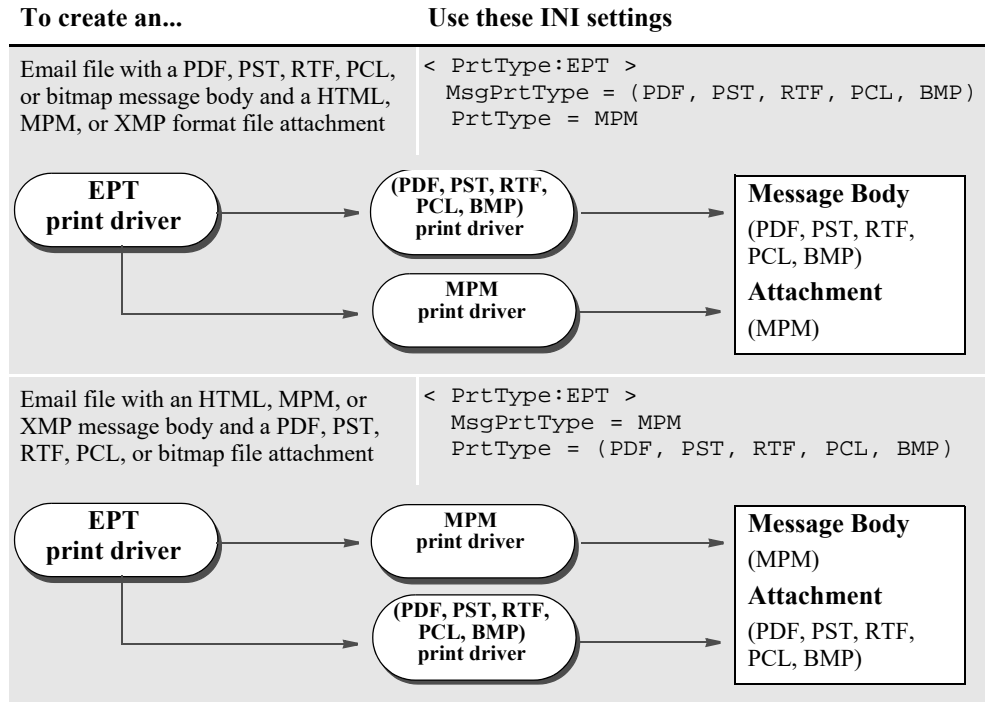 To create an... Use these INI settings
Email file with a PDF, PST, RTF, PCL,
or bitmap message body and a HTML,
MPM, or XMP format file attachment
< PrtType:EPT >
MsgPrtType = (PDF, PST, RTF, PCL, BMP)
PrtType = MPM
EPT
print driver
(PDF, PST, RTF,
PCL, BMP)
print driver
MPM
print driver
Message Body
(PDF, PST, RTF,
PCL, BMP)
Attachment
(MPM)
Email file with an HTML, MPM, or
XMP message body and a PDF, PST,
RTF, PCL, or bitmap file attachment
< PrtType:EPT >
MsgPrtType = MPM
PrtType = (PDF, PST, RTF, PCL, BMP)
EPT
print driver
MPM
print driver
(PDF, PST, RTF,
PCL, BMP)
print driver
Message Body
(MPM)
Attachment
(PDF, PST, RTF,
PCL, BMP)